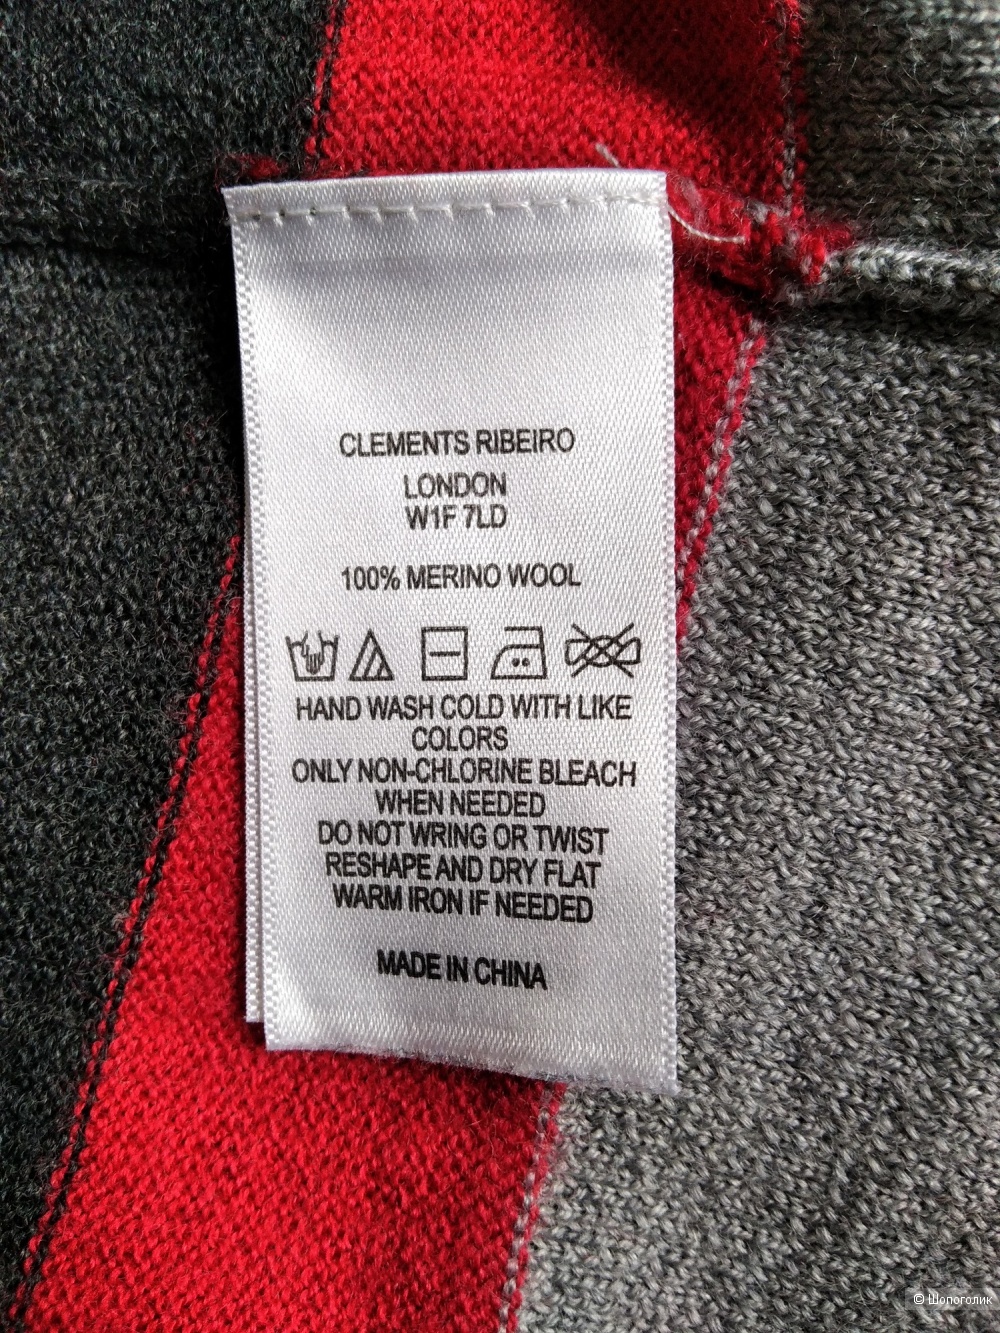 CLEMENTS RIBEIRO
LONDON
W1F 7LD
100% MERINO WOOL
HAND WASH COLD WITH LIKE
COLORS
ONLY NON-CHLORINE BLEACH
WHEN NEEDED
DO NOT WRING OR TWIST
RESHAPE AND DRY FLAT
WARM IRON IF NEEDED
MADE IN CHINA
© Шопоголик